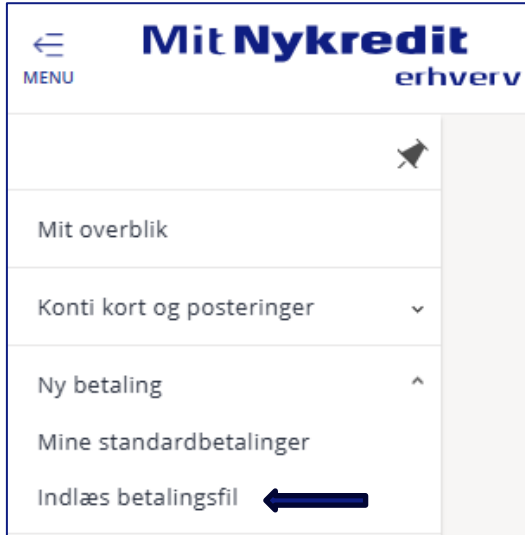 Mit Nykredit
MENU
erhverv
Mit overblik
Konti kort og posteringer
Ny betaling
Mine standardbetalinger
Indlæs betalingsfil